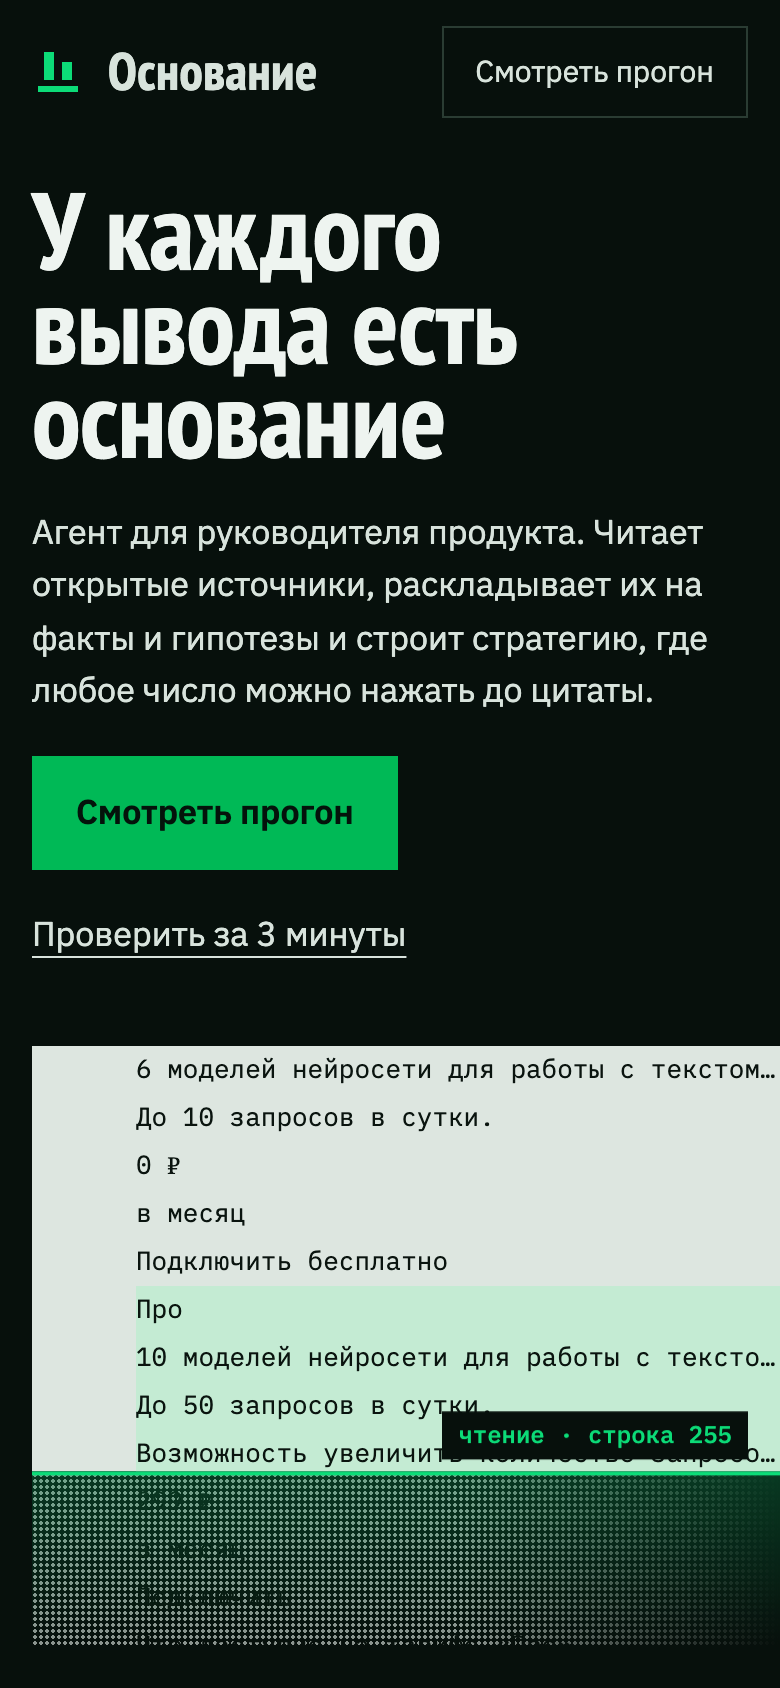 Основание
Смотреть прогон
У каждого
вывода есть
основание
Агент для руководителя продукта. Читает
открытые источники, раскладывает их на
факты и гипотезы и строит стратегию, где
любое число можно нажать до цитаты.
Смотреть прогон
Проверить за 3 минуты
6 моделей нейросети для работы с текстом…
До 10 запросов в сутки.
0 ₽
в месяц
Подключить бесплатно
Про
10 моделей нейросети для работы с тексто…
До 50 запросов в сутки.
чтение · строка 255
Возможность увеличить
в месяц
Подключить